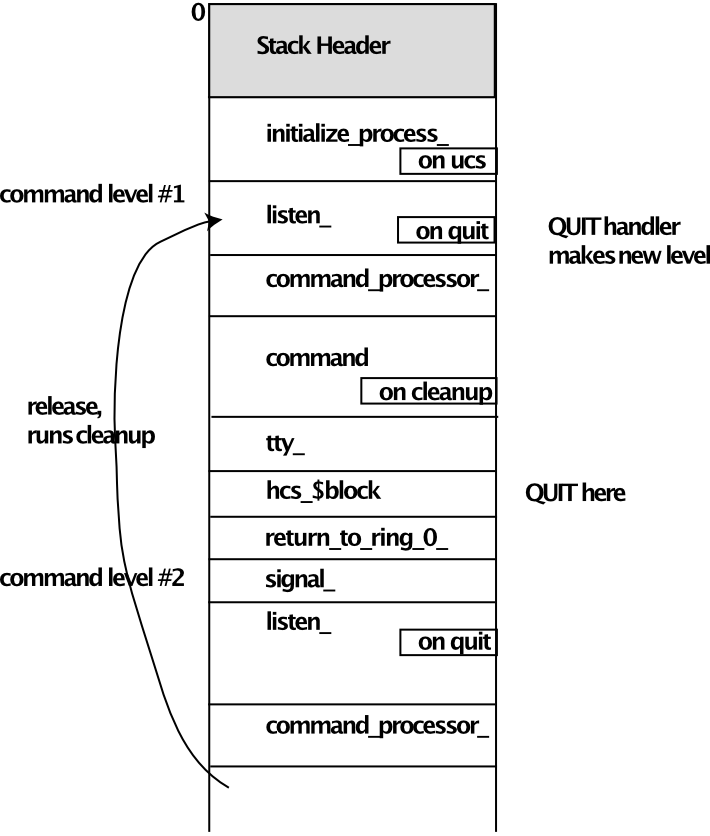 0
Stack Header
initialize_process_
on ucs
command level #1
listen_
on quit
QUIT handler
makes new level
command_processor_
command
on cleanup
release,
runs cleanup
tty_
hcs_$block
QUIT here
return_to_ring_0_
command level #2
signal_
listen_
on quit
command_processor_